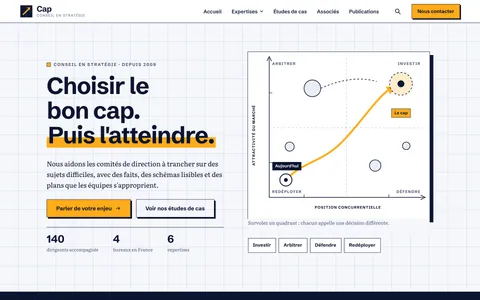 Cap
CONSEIL EN STRATÉGIE
Accueil
Expertises
Études de cas
Associés
Publications
Nous contacter
CONSEIL EN STRATÉGIE · DEPUIS 2009
Choisir le
bon cap.
Puis l'atteindre.
Nous aidons les comités de direction à trancher sur des
sujets difficiles, avec des faits, des schémas lisibles et des
plans que les équipes s'approprient.
Parler de votre enjeu →
Voir nos études de cas
140
dirigeants accompagnés
4
bureaux en France
6
expertises
ARBITRER
INVESTIR
Le cap
ATTRACTIVITÉ DU MARCHÉ
Aujourd'hui
REDÉPLOYER
DÉFENDRE
POSITION CONCURRENTIELLE
Survolez un quadrant : chacun appelle une décision différente.
Investir
Arbitrer
Défendre
Redéployer